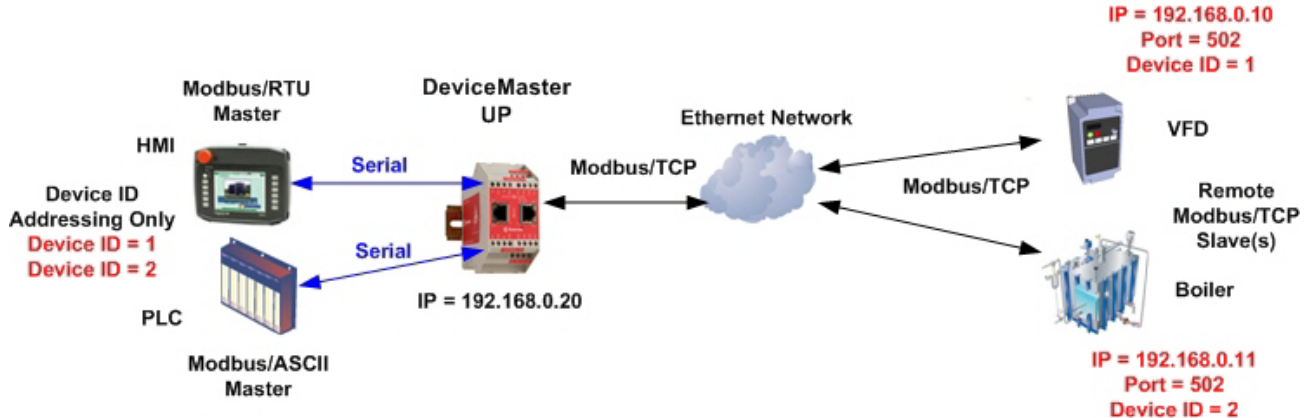 Modbus/RTU
Master
HMI
Device ID
Addressing Only
Device ID = 1
Device ID = 2
PLC
Modbus/ASCII
Master
Serial
Serial
DeviceMaster
UP
IP = 192.168.0.20
Modbus/TCP
Ethernet Network
Modbus/TCP
IP = 192.168.0.10
Port = 502
Device ID = 1
VFD
Remote
Modbus/TCP
Slave(s)
Boiler
IP = 192.168.0.11
Port = 502
Device ID = 2